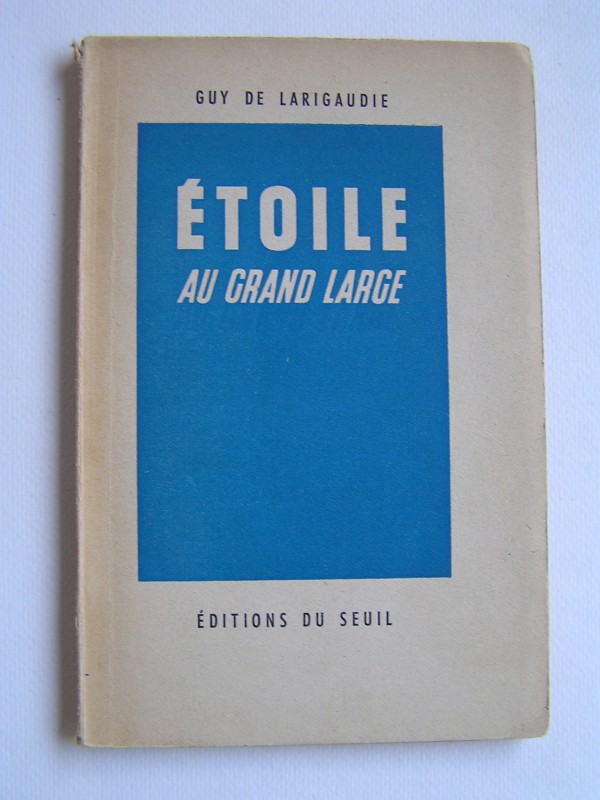 GUY DE LARIGAUDIE
ÉTOILE
AU GRAND LARGE
ÉDITIONS DU SEUIL